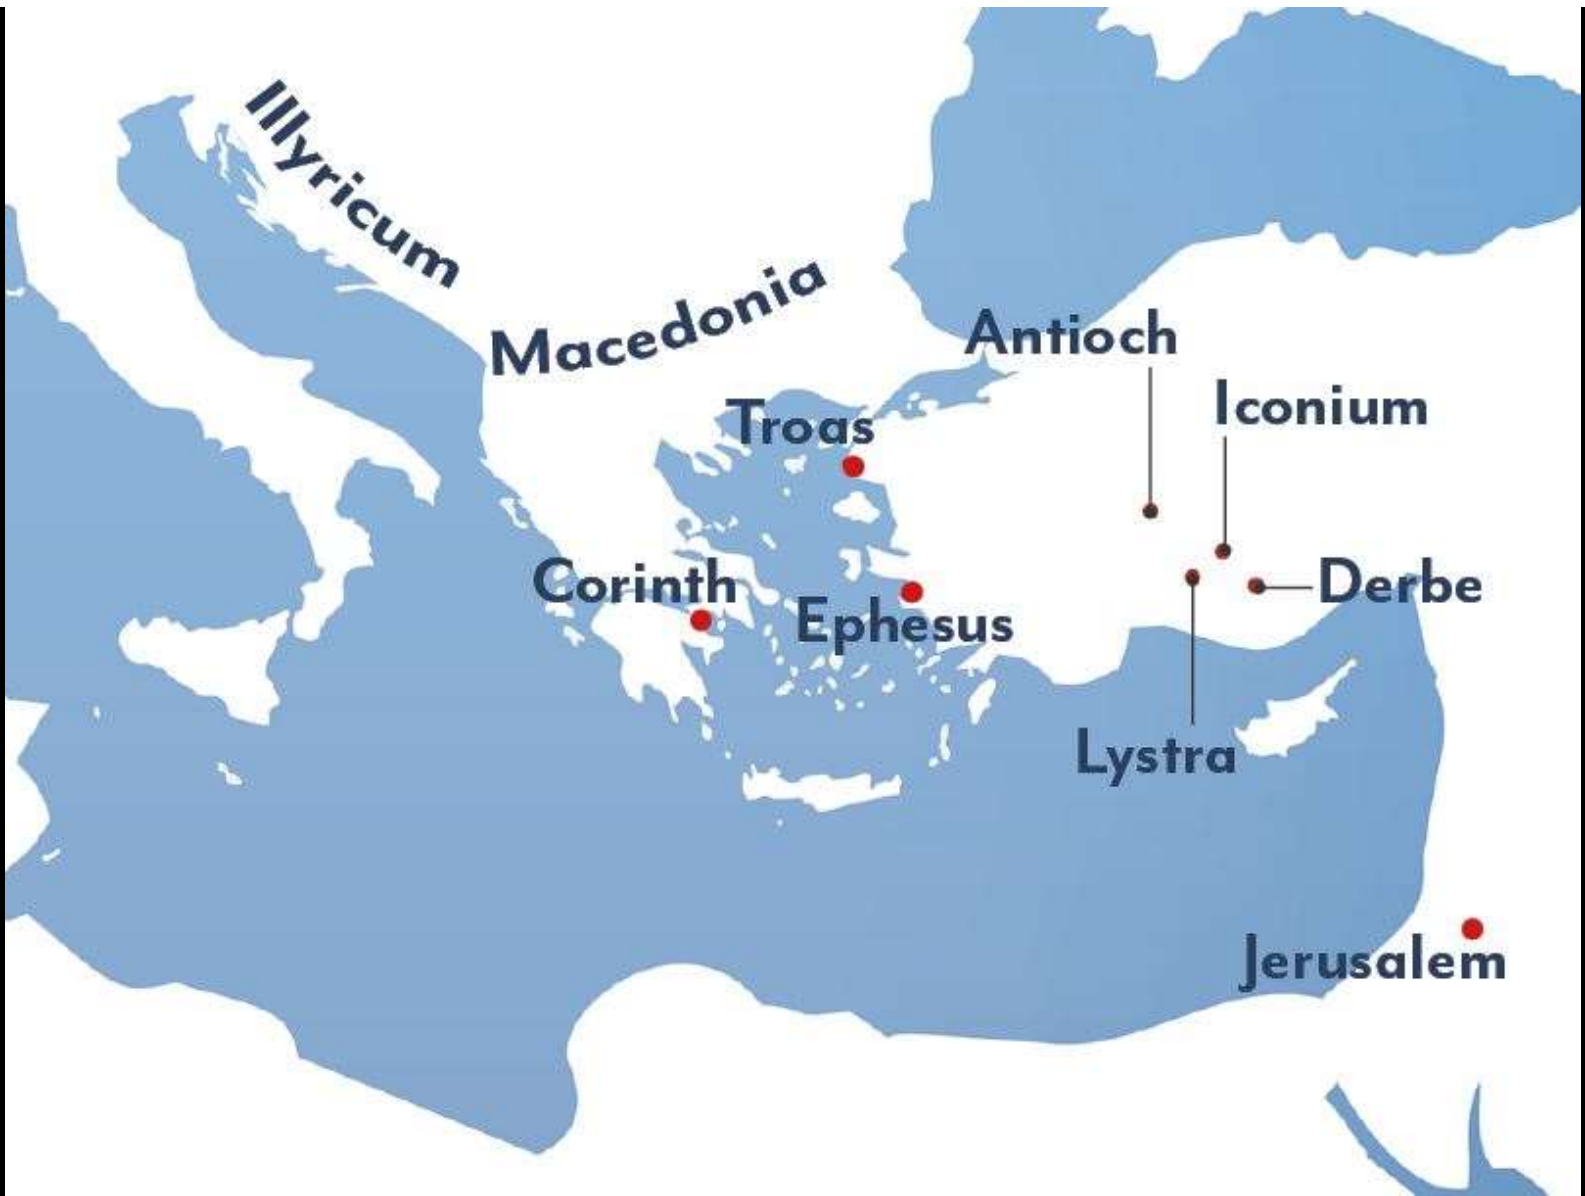 Illyricum
Macedonia
Antioch
Iconium
Troas
Corinth
Ephesus
Derbe
Lystra
Jerusalem